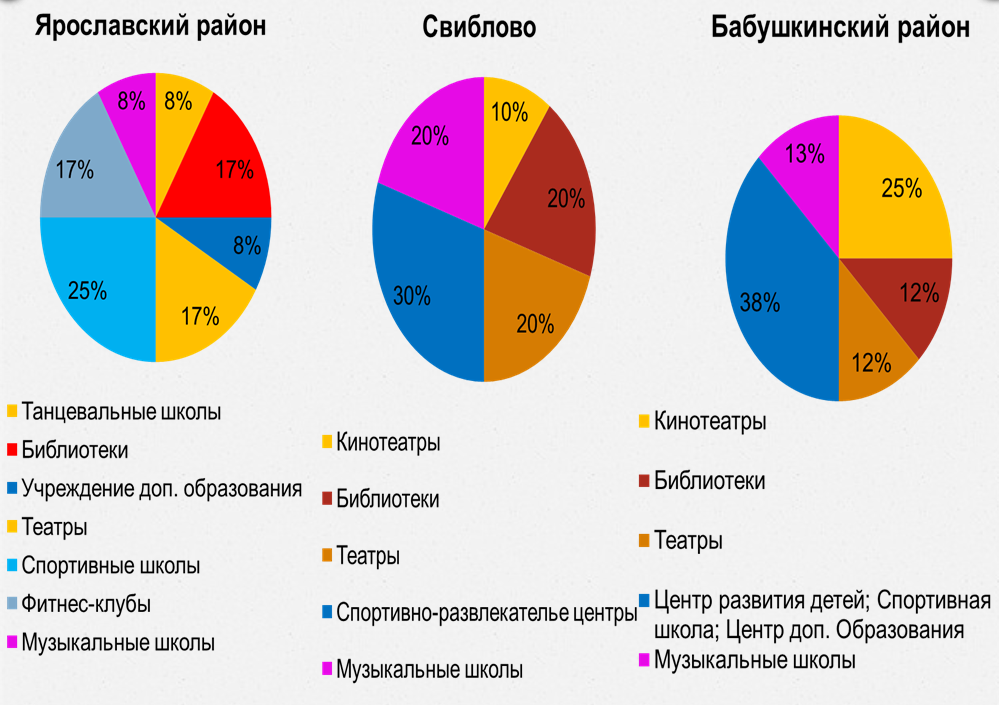 Ярославский район
8%
8%
17%
17%
8%
25%
17%
Танцевальные школы
Библиотеки
Учреждение доп. образования
Театры
Спортивные школы
Фитнес-клубы
Музыкальные школы
Свиблово
10%
20%
20%
30%
20%
Кинотеатры
Библиотеки
Театры
Спортивно-развлекателье центры
Музыкальные школы
Бабушкинский район
13%
25%
12%
38%
12%
Кинотеатры
Библиотеки
Театры
Центр развития детей; Спортивная
школа; Центр доп. Образования
Музыкальные школы